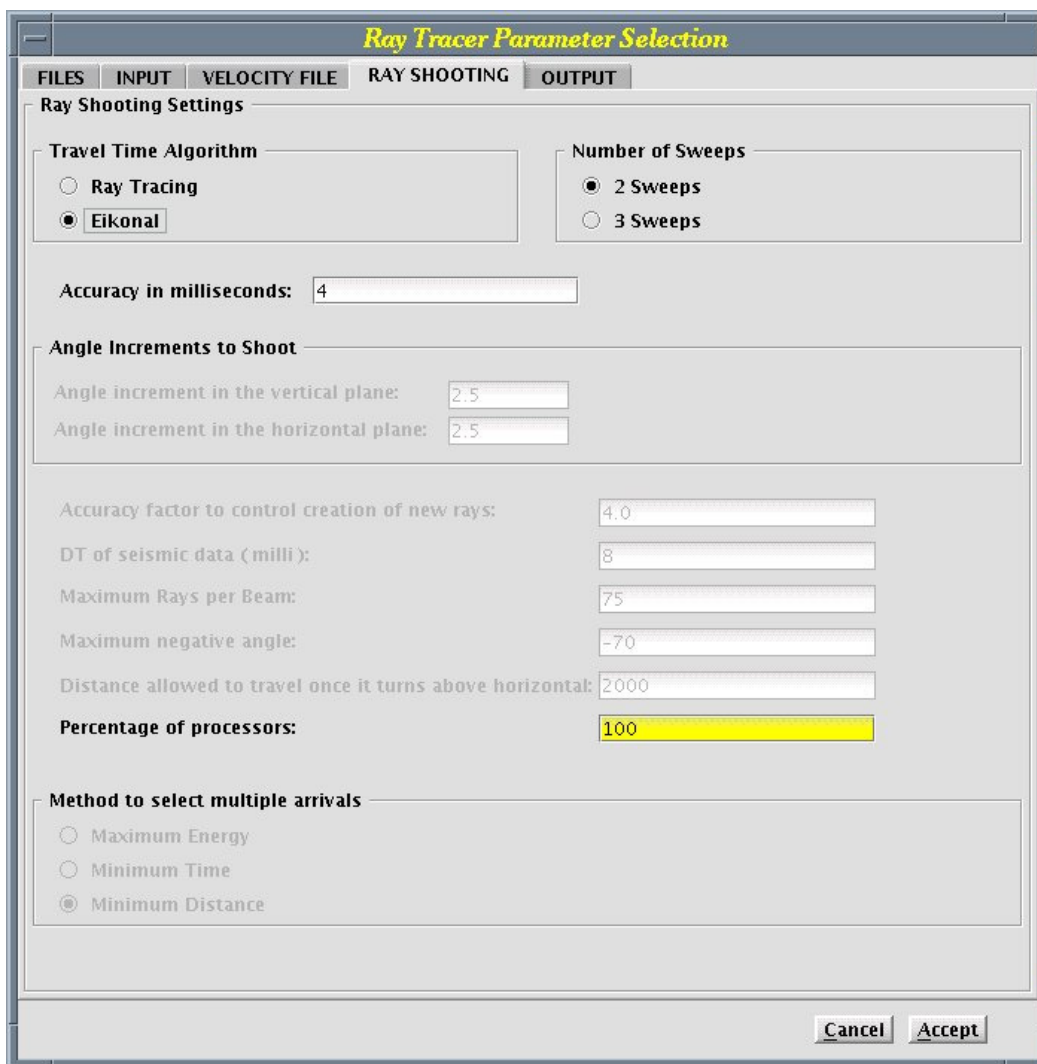 Ray Tracer Parameter Selection
FILES INPUT VELOCITY FILE RAY SHOOTING OUTPUT
Ray Shooting Settings
Travel Time Algorithm
Ray Tracing
Eikonal
Number of Sweeps
2 Sweeps
3 Sweeps
Accuracy in milliseconds: 4
Angle Increments to Shoot
Angle increment in the vertical plane: 2.5
Angle increment in the horizontal plane: 2.5
Accuracy factor to control creation of new rays: 4.0
DT of seismic data ( milli ): 8
Maximum Rays per Beam: 75
Maximum negative angle: -70
Distance allowed to travel once it turns above horizontal: 2000
Percentage of processors: 100
Method to select multiple arrivals
Maximum Energy
Minimum Time
Minimum Distance
Cancel Accept